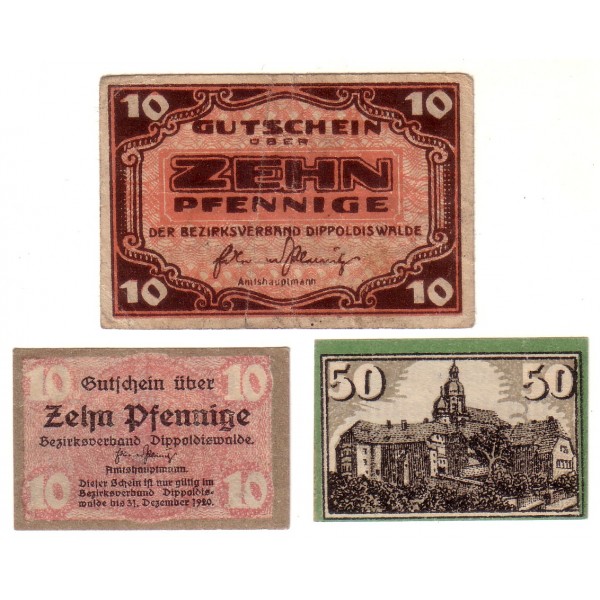 10 10
GUTSCHEIN
ÜBER
ZEHN
PFENNIGE
DER BEZIRKSVERBAND DIPPOLDISWALDE
Amtshauptmann
10 10
10 10
Gutschein über
Zehn Pfennige
Bezirksverband Dippoldiswalde.
Amtshauptmann.
Dieser Schein ist nur gültig im
Bezirksverband Dippoldis-
walde bis 31. Dezember 1920.
10 10
50 50